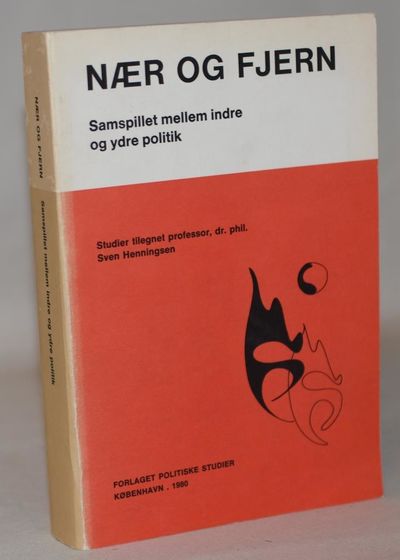 NÆR OG FJERN
Samspillet mellem indre
og ydre politik
Studier tilegnet professor, dr. phil.
Sven Henningsen
FORLAGET POLITISKE STUDIER
KØBENHAVN . 1980
NÆR OG FJERN
Samspillet mellem indre og ydre politik